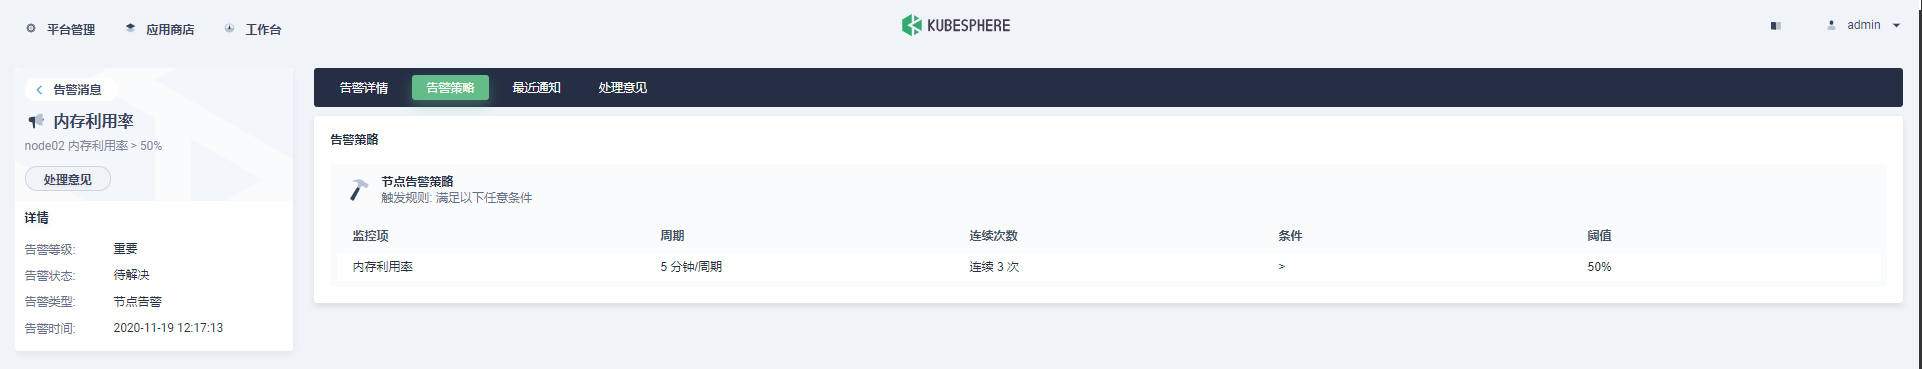 平台管理 应用商店 工作台 KUBESPHERE admin
告警消息
内存利用率
node02 内存利用率 > 50%
处理意见
详情
告警等级: 重要
告警状态: 待解决
告警类型: 节点告警
告警时间: 2020-11-19 12:17:13
告警详情 告警策略 最近通知 处理意见
告警策略
节点告警策略
触发规则: 满足以下任意条件
监控项 周期 连续次数 条件 阈值
内存利用率 5 分钟/周期 连续 3 次 > 50%